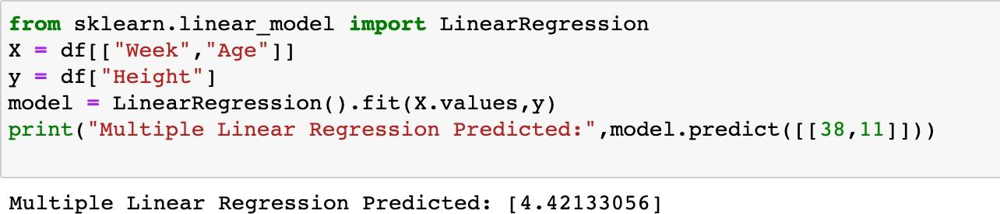 from sklearn.linear_model import LinearRegression
X = df[["Week","Age"]]
y = df["Height"]
model = LinearRegression().fit(X.values,y)
print("Multiple Linear Regression Predicted:",model.predict([[38,11]]))
Multiple Linear Regression Predicted: [4.42133056]